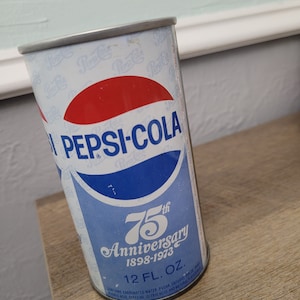 PEPSI-COLA
75th
Anniversary
1898-1973
12 FL. OZ.